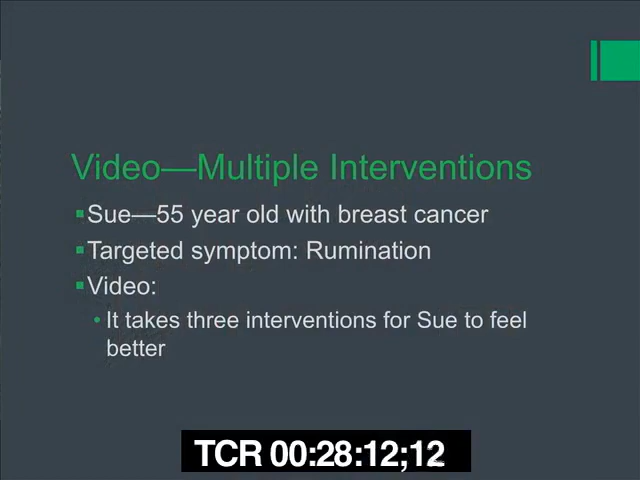 Video—Multiple Interventions
Sue—55 year old with breast cancer
Targeted symptom: Rumination
Video:
It takes three interventions for Sue to feel
better
TCR 00:28:12;12